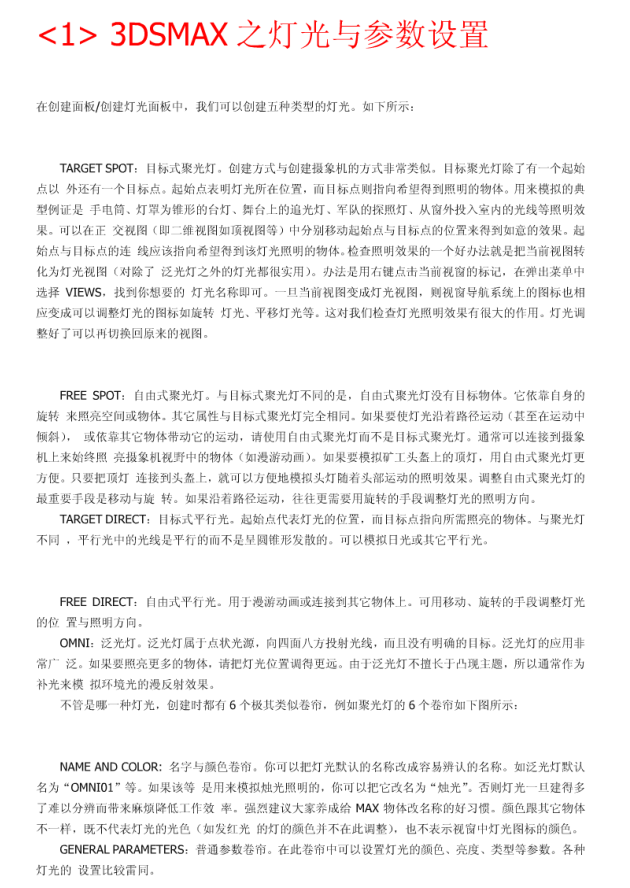 <1> 3DSMAX 之灯光与参数设置
在创建面板/创建灯光面板中，我们可以创建五种类型的灯光。如下所示：
TARGET SPOT：目标式聚光灯。创建方式与创建摄象机的方式非常类似。目标聚光灯除了有一个起始
点以 外还有一个目标点。起始点表明灯光所在位置，而目标点则指向希望得到照明的物体。用来模拟的典
型例证是 手电筒、灯罩为锥形的台灯、舞台上的追光灯、军队的探照灯、从窗外投入室内的光线等照明效
果。可以在正 交视图（即二维视图如顶视图等）中分别移动起始点与目标点的位置来得到如意的效果。起
始点与目标点的连 线应该指向希望得到该灯光照明的物体。检查照明效果的一个好办法就是把当前视图转
化为灯光视图（对除了 泛光灯之外的灯光都很实用）。办法是用右键点击当前视窗的标记，在弹出菜单中
选择 VIEWS，找到你想要的 灯光名称即可。一旦当前视图变成灯光视图，则视窗导航系统上的图标也相
应变成可以调整灯光的图标如旋转 灯光、平移灯光等。这对我们检查灯光照明效果有很大的作用。灯光调
整好了可以再切换回原来的视图。
FREE SPOT：自由式聚光灯。与目标式聚光灯不同的是，自由式聚光灯没有目标物体。它依靠自身的
旋转 来照亮空间或物体。其它属性与目标式聚光灯完全相同。如果要使灯光沿着路径运动（甚至在运动中
倾斜）， 或依靠其它物体带动它的运动，请使用自由式聚光灯而不是目标式聚光灯。通常可以连接到摄象
机上来始终照 亮摄象机视野中的物体（如漫游动画）。如果要模拟矿工头盔上的顶灯，用自由式聚光灯更
方便。只要把顶灯 连接到头盔上，就可以方便地模拟头灯随着头部运动的照明效果。调整自由式聚光灯的
最重要手段是移动与旋 转。如果沿着路径运动，往往更需要用旋转的手段调整灯光的照明方向。
TARGET DIRECT：目标式平行光。起始点代表灯光的位置，而目标点指向所需照亮的物体。与聚光灯
不同 ，平行光中的光线是平行的而不是呈圆锥形发散的。可以模拟日光或其它平行光。
FREE DIRECT：自由式平行光。用于漫游动画或连接到其它物体上。可用移动、旋转的手段调整灯光
的位 置与照明方向。
OMNI：泛光灯。泛光灯属于点状光源，向四面八方投射光线，而且没有明确的目标。泛光灯的应用非
常广 泛。如果要照亮更多的物体，请把灯光位置调得更远。由于泛光灯不擅长于凸现主题，所以通常作为
补光来模 拟环境光的漫反射效果。
不管是哪一种灯光，创建时都有 6 个极其类似卷帘，例如聚光灯的 6 个卷帘如下图所示：
NAME AND COLOR: 名字与颜色卷帘。你可以把灯光默认的名称改成容易辨认的名称。如泛光灯默认
名为“OMNI01”等。如果该等 是用来模拟烛光照明的，你可以把它改名为“烛光”。否则灯光一旦建得多
了难以分辨而带来麻烦降低工作效 率。强烈建议大家养成给 MAX 物体改名称的好习惯。颜色跟其它物体
不一样，既不代表灯光的光色（如发红光 的灯的颜色并不在此调整），也不表示视窗中灯光图标的颜色。
GENERAL PARAMETERS：普通参数卷帘。在此卷帘中可以设置灯光的颜色、亮度、类型等参数。各种
灯光的 设置比较雷同。